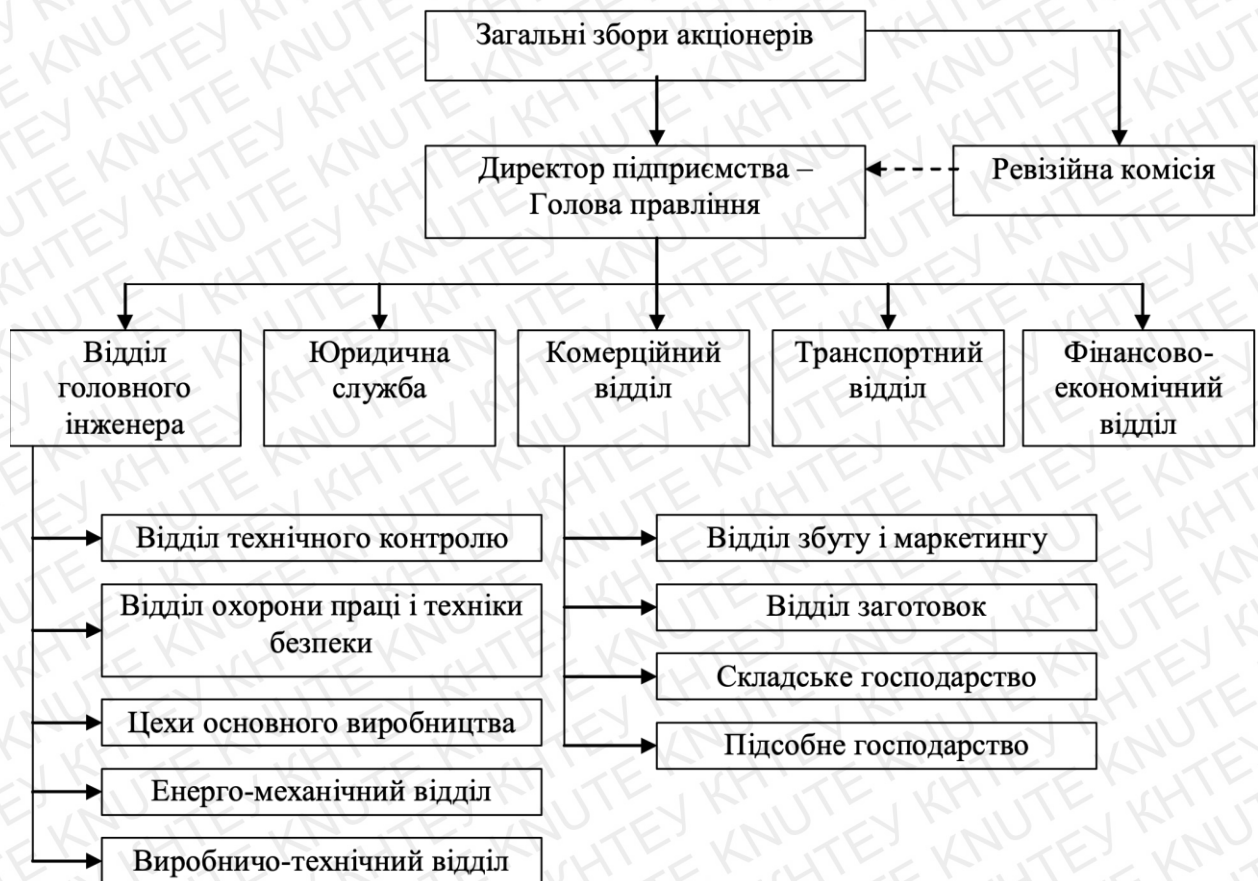 Загальні збори акціонерів
Директор підприємства –
Голова правління
Ревізійна комісія
Відділ
головного
інженера
Юридична
служба
Комерційний
відділ
Транспортний
відділ
Фінансово-
економічний
відділ
Відділ технічного контролю
Відділ охорони праці і техніки
безпеки
Цехи основного виробництва
Енерго-механічний відділ
Виробничо-технічний відділ
Відділ збуту і маркетингу
Відділ заготовок
Складське господарство
Підсобне господарство